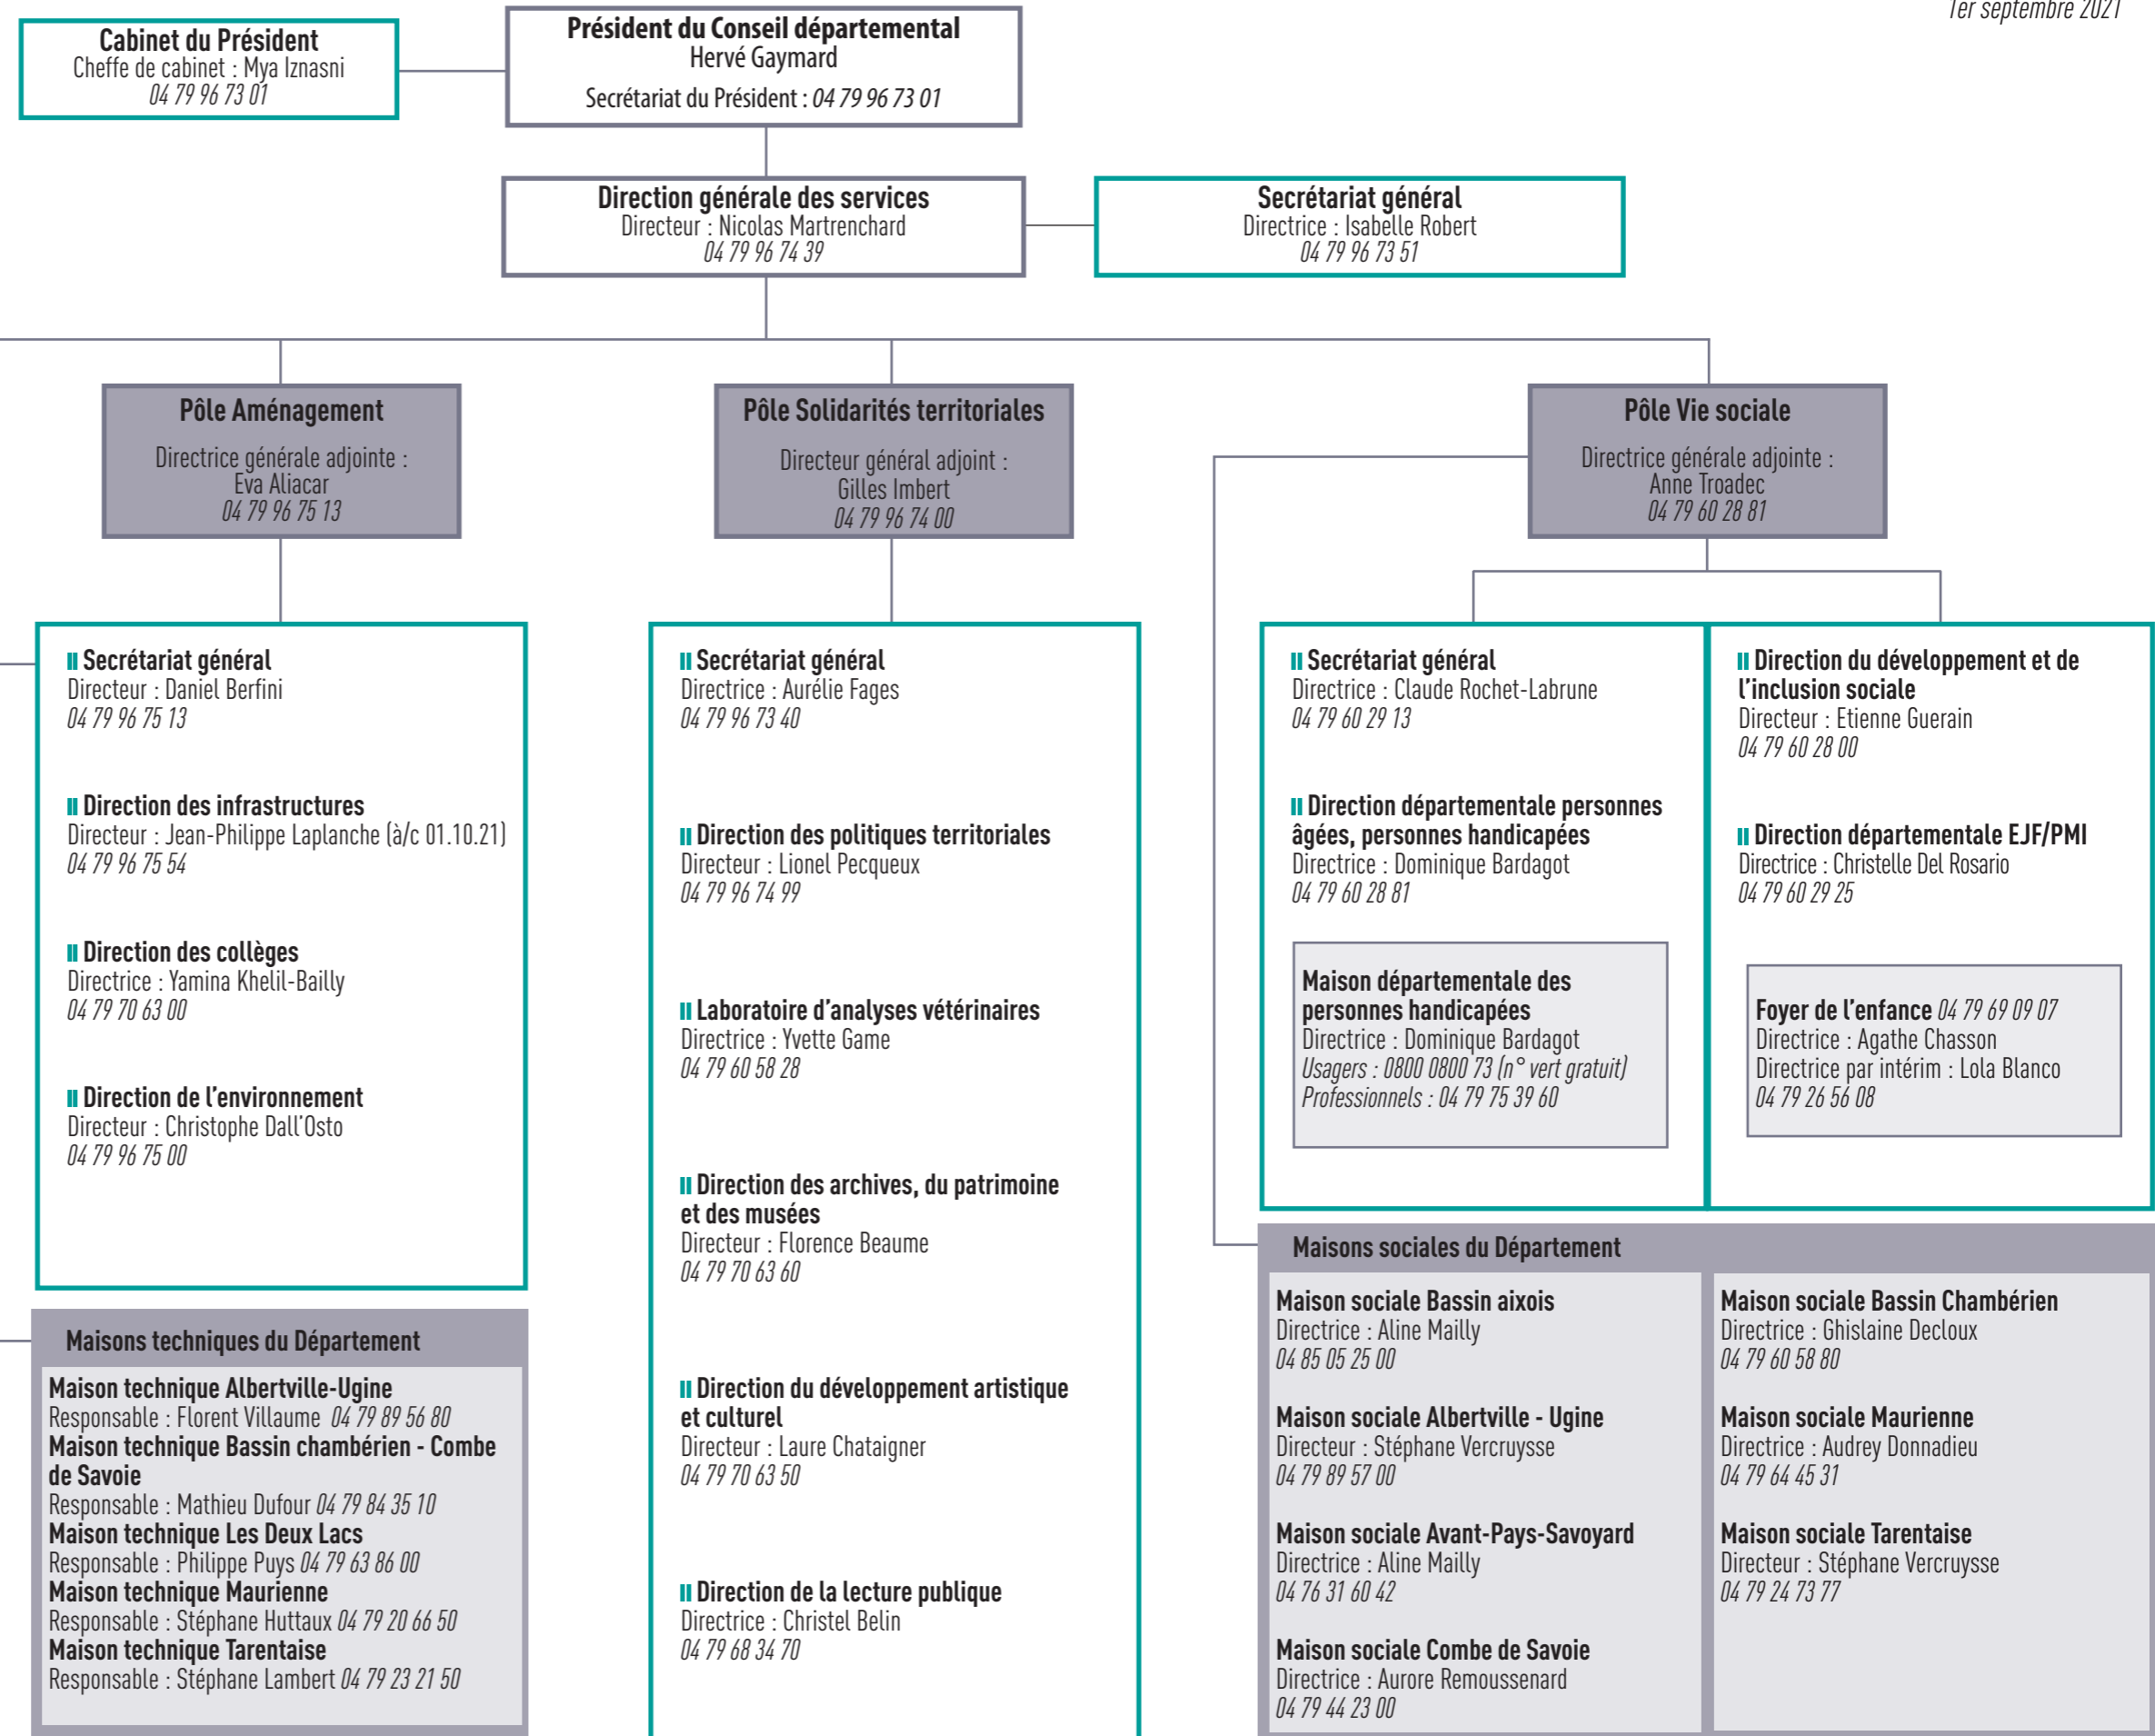 1er septembre 2021
Cabinet du Président
Cheffe de cabinet : Mya Iznasni
04 79 96 73 01
Président du Conseil départemental
Hervé Gaymard
Secrétariat du Président : 04 79 96 73 01
Direction générale des services
Directeur : Nicolas Martrenchard
04 79 96 74 39
Secrétariat général
Directrice : Isabelle Robert
04 79 96 73 51
Pôle Aménagement
Directrice générale adjointe :
Eva Aliacar
04 79 96 75 13
Secrétariat général
Directeur : Daniel Berfini
04 79 96 75 13
Direction des infrastructures
Directeur : Jean-Philippe Laplanche (à/c 01.10.21)
04 79 96 75 54
Direction des collèges
Directrice : Yamina Khelil-Bailly
04 79 70 63 00
Direction de l'environnement
Directeur : Christophe Dall'Osto
04 79 96 75 00
Maisons techniques du Département
Maison technique Albertville-Ugine
Responsable : Florent Villaume 04 79 89 56 80
Maison technique Bassin chambérien - Combe
de Savoie
Responsable : Mathieu Dufour 04 79 84 35 10
Maison technique Les Deux Lacs
Responsable : Philippe Puys 04 79 63 86 00
Maison technique Maurienne
Responsable : Stéphane Huttaux 04 79 20 66 50
Maison technique Tarentaise
Responsable : Stéphane Lambert 04 79 23 21 50
Pôle Solidarités territoriales
Directeur général adjoint :
Gilles Imbert
04 79 96 74 00
Secrétariat général
Directrice : Aurélie Fages
04 79 96 73 40
Direction des politiques territoriales
Directeur : Lionel Pecqueux
04 79 96 74 99
Laboratoire d'analyses vétérinaires
Directrice : Yvette Game
04 79 60 58 28
Direction des archives, du patrimoine
et des musées
Directeur : Florence Beaume
04 79 70 63 60
Direction du développement artistique
et culturel
Directeur : Laure Chataigner
04 79 70 63 50
Direction de la lecture publique
Directrice : Christel Belin
04 79 68 34 70
Pôle Vie sociale
Directrice générale adjointe :
Anne Troadec
04 79 60 28 81
Secrétariat général
Directrice : Claude Rochet-Labrune
04 79 60 29 13
Direction départementale personnes
âgées, personnes handicapées
Directrice : Dominique Bardagot
04 79 60 28 81
Maison départementale des
personnes handicapées
Directrice : Dominique Bardagot
Usagers : 0800 0800 73 (n° vert gratuit)
Professionnels : 04 79 75 39 60
Direction du développement et de
l'inclusion sociale
Directeur : Etienne Guerain
04 79 60 28 00
Direction départementale EJF/PMI
Directrice : Christelle Del Rosario
04 79 60 29 25
Foyer de l'enfance 04 79 69 09 07
Directrice : Agathe Chasson
Directrice par intérim : Lola Blanco
04 79 26 56 08
Maisons sociales du Département
Maison sociale Bassin aixois
Directrice : Aline Mailly
04 85 05 25 00
Maison sociale Albertville - Ugine
Directeur : Stéphane Vercruysse
04 79 89 57 00
Maison sociale Avant-Pays-Savoyard
Directrice : Aline Mailly
04 76 31 60 42
Maison sociale Combe de Savoie
Directrice : Aurore Remoussenard
04 79 44 23 00
Maison sociale Bassin Chambérien
Directrice : Ghislaine Decloux
04 79 60 58 80
Maison sociale Maurienne
Directrice : Audrey Donnadieu
04 79 64 45 31
Maison sociale Tarentaise
Directeur : Stéphane Vercruysse
04 79 24 73 77